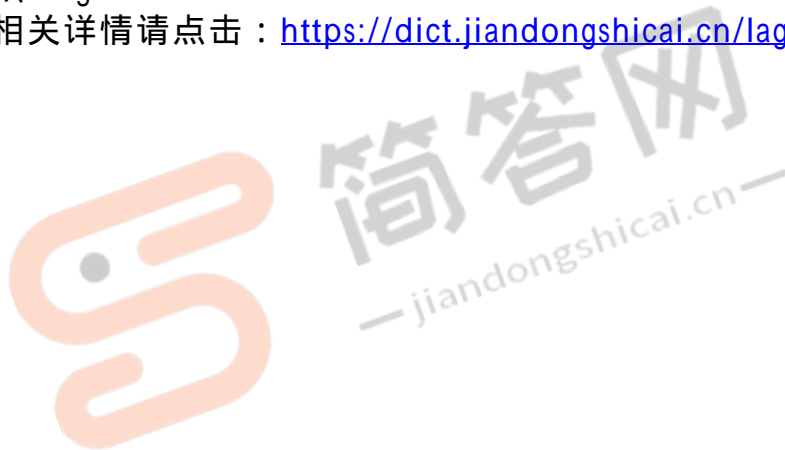 相关详情请点击：https://dict.jiandongshicai.cn/lag
简答网
jiandongshicai.cn